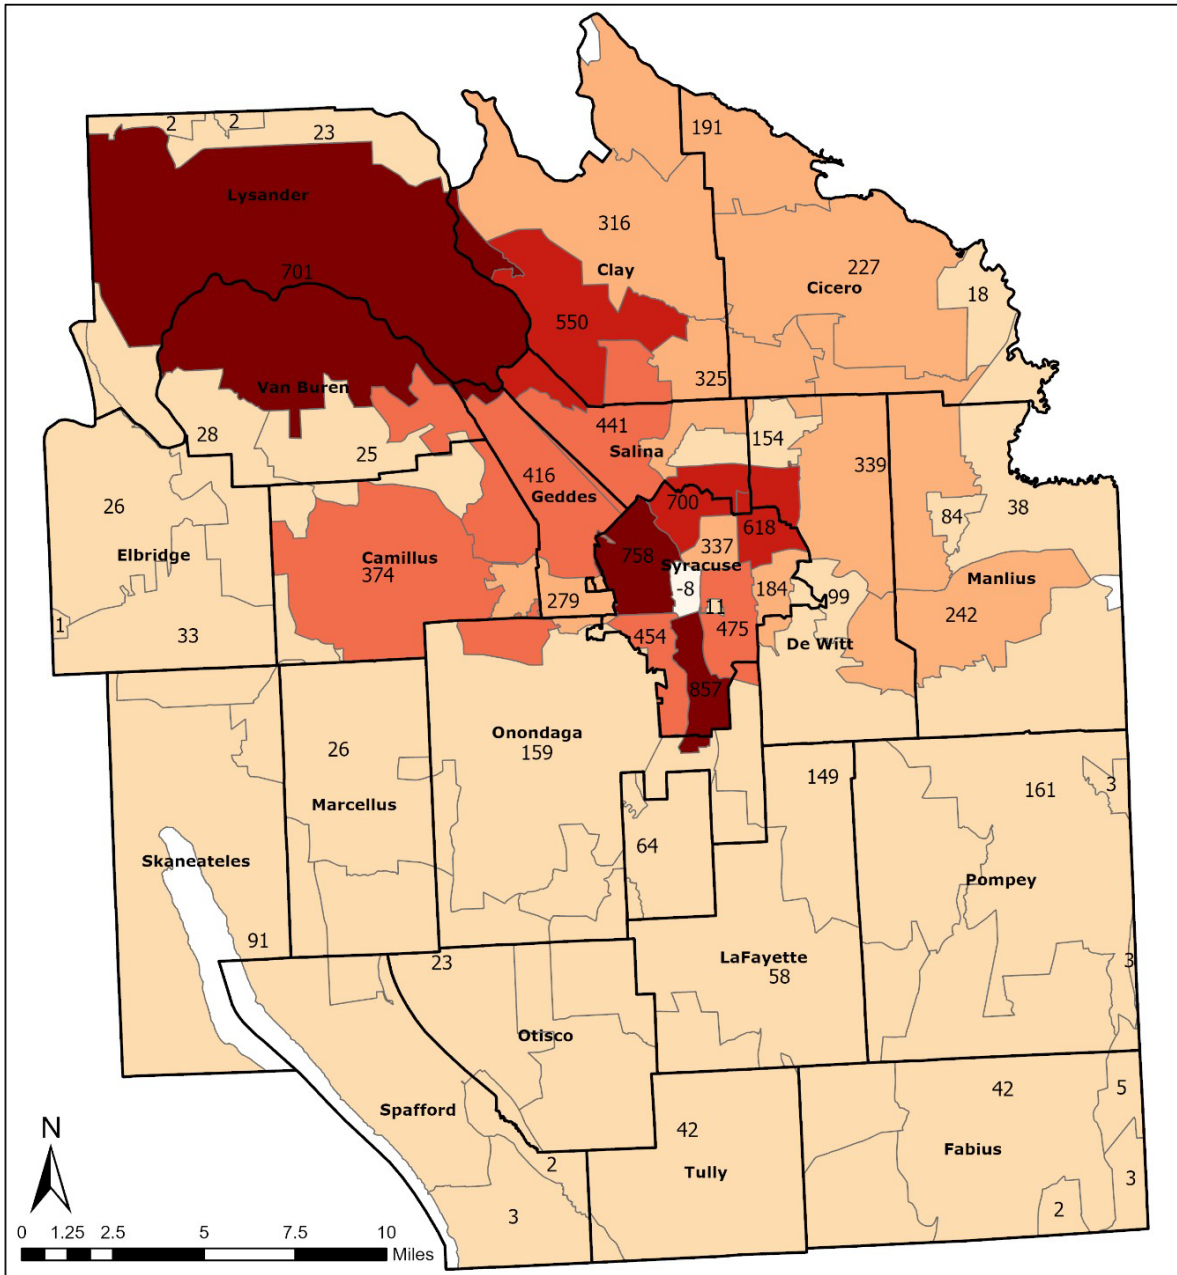 191
2
2
23
Lysander
316
701
Clay
227
Cicero
18
550
325
Van Buren
28
25
441
Salina
154
339
416
Geddes
700
26
84
38
Elbridge
618
758
337
Syracuse
Camillus
374
-8
184
Manlius
279
11
99
242
1
33
454
475
De Witt
857
Onondaga
159
26
149
161
3
Marcellus
64
Skaneateles
Pompey
91
23
LaFayette
58
3
Otisco
Spafford
42
42
5
Fabius
2
Tully
3
3
2
N
0 1.25 2.5 5 7.5 10
Miles